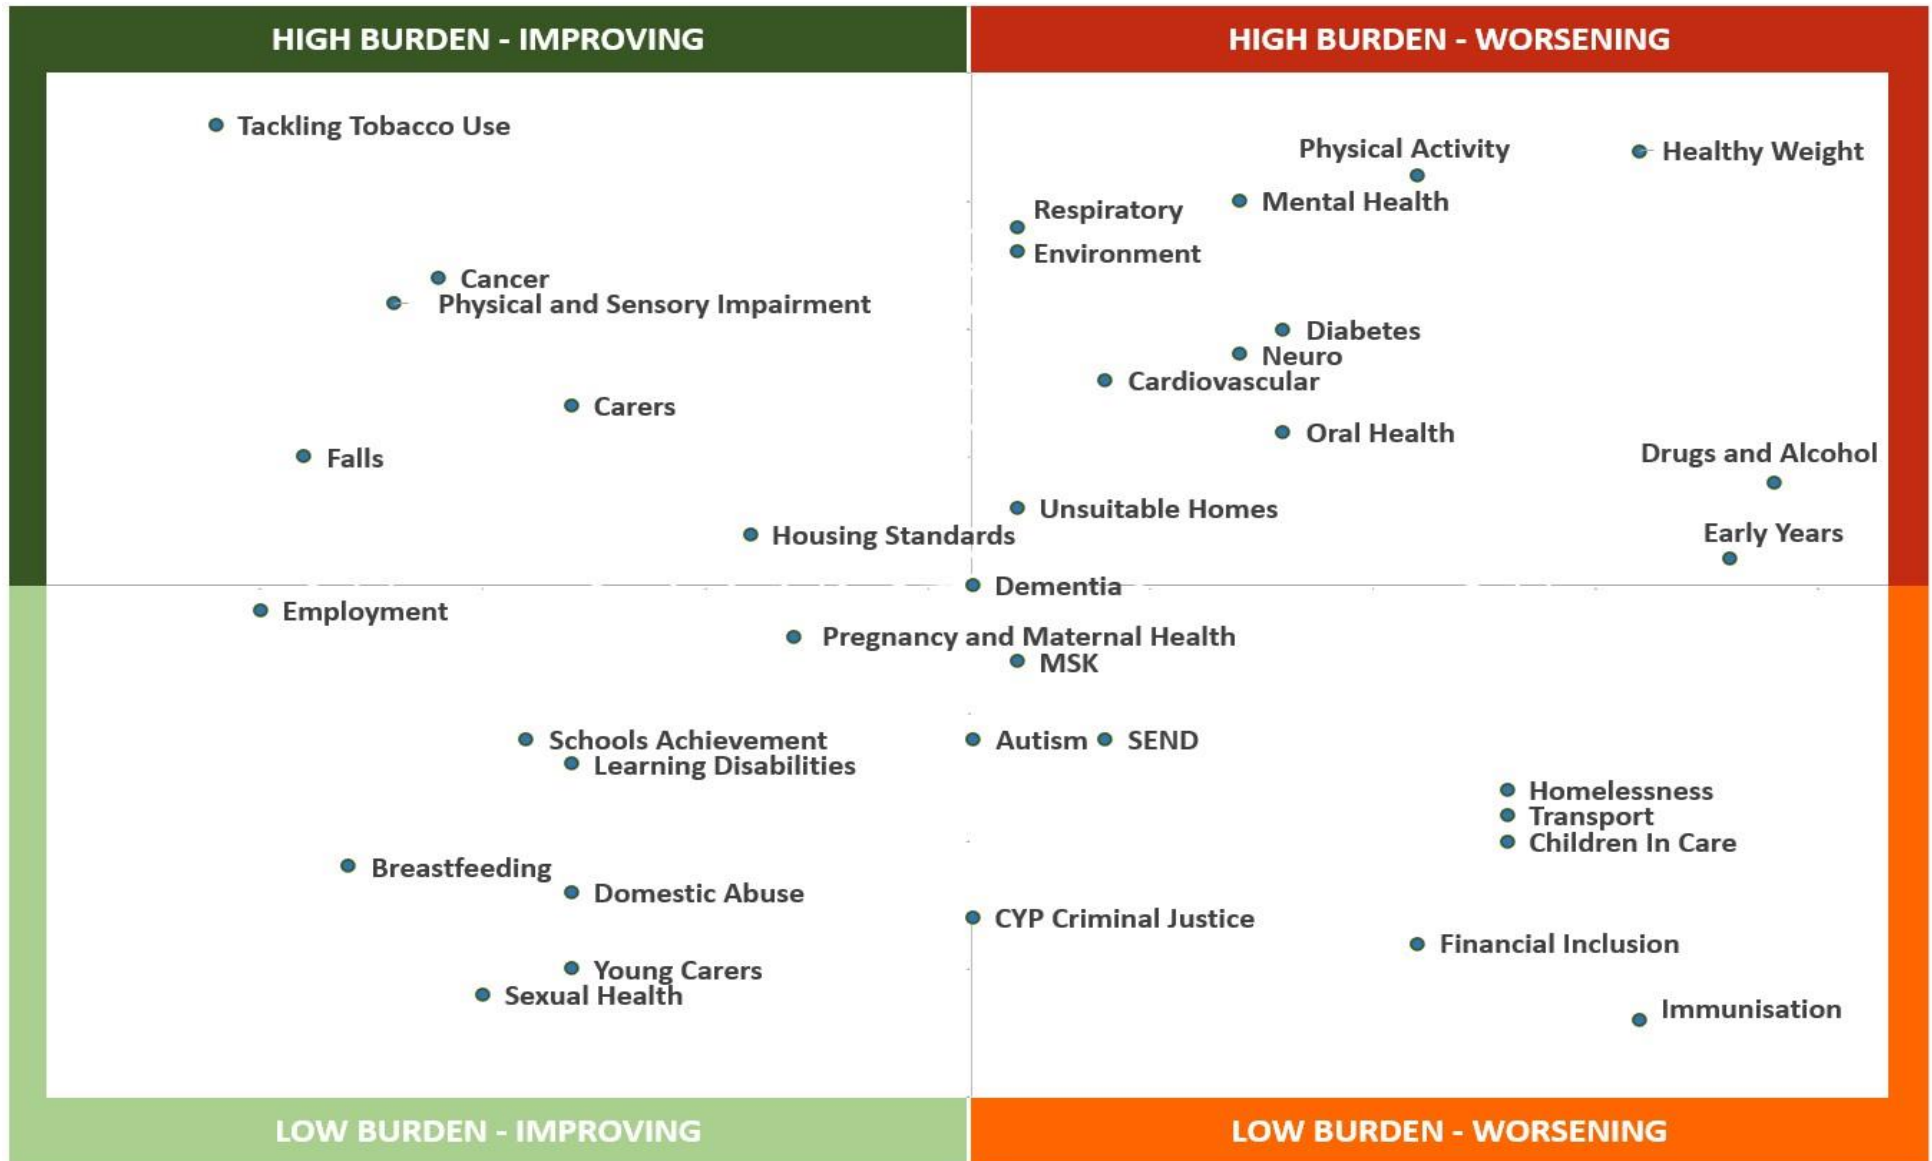 HIGH BURDEN - IMPROVING
HIGH BURDEN - WORSENING
Tackling Tobacco Use
Physical Activity
Healthy Weight
Mental Health
Respiratory
Environment
Cancer
Physical and Sensory Impairment
Diabetes
Neuro
Cardiovascular
Carers
Oral Health
Falls
Drugs and Alcohol
Unsuitable Homes
Housing Standards
Early Years
Dementia
Employment
Pregnancy and Maternal Health
MSK
Schools Achievement
Autism
SEND
Learning Disabilities
Homelessness
Transport
Children In Care
Breastfeeding
Domestic Abuse
CYP Criminal Justice
Financial Inclusion
Young Carers
Sexual Health
Immunisation
LOW BURDEN - IMPROVING
LOW BURDEN - WORSENING